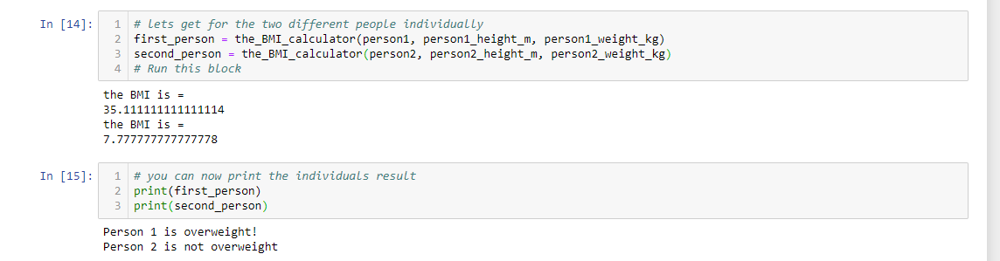 In [14]:
1 # lets get for the two different people individually
2 first_person = the_BMI_calculator(person1, person1_height_m, person1_weight_kg)
3 second_person = the_BMI_calculator(person2, person2_height_m, person2_weight_kg)
4 # Run this block
the BMI is =
35.111111111111114
the BMI is =
7.777777777777778
In [15]:
1 # you can now print the individuals result
2 print(first_person)
3 print(second_person)
Person 1 is overweight!
Person 2 is not overweight